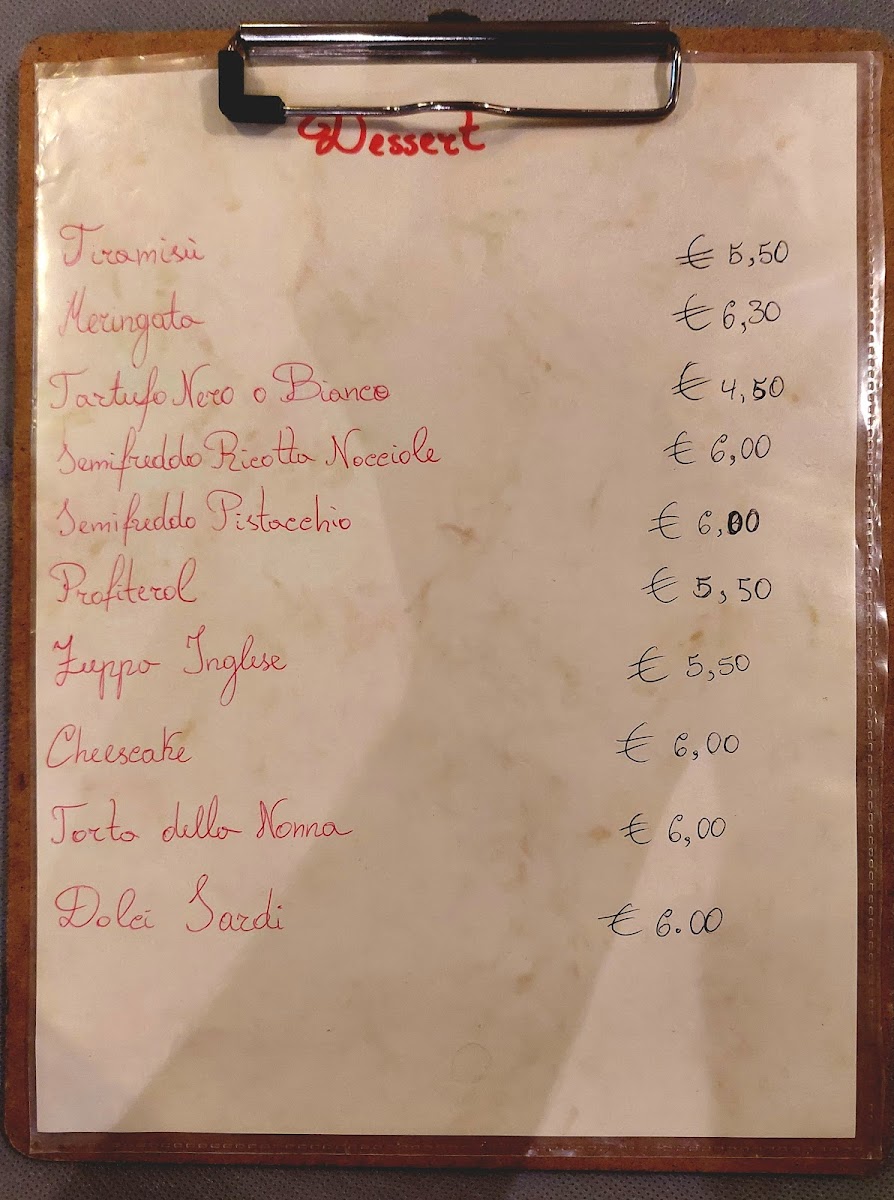 Dessert
Tiramisù € 5,50
Meringata € 6,30
Tartufo Nero o Bianco € 4,50
Semifreddo Ricotta Nocciole € 6,00
Semifreddo Pistacchio € 6,00
Profiterol € 5,50
Zuppa Inglese € 5,50
Cheescake € 6,00
Torta della Nonna € 6,00
Dolci Sardi € 6.00